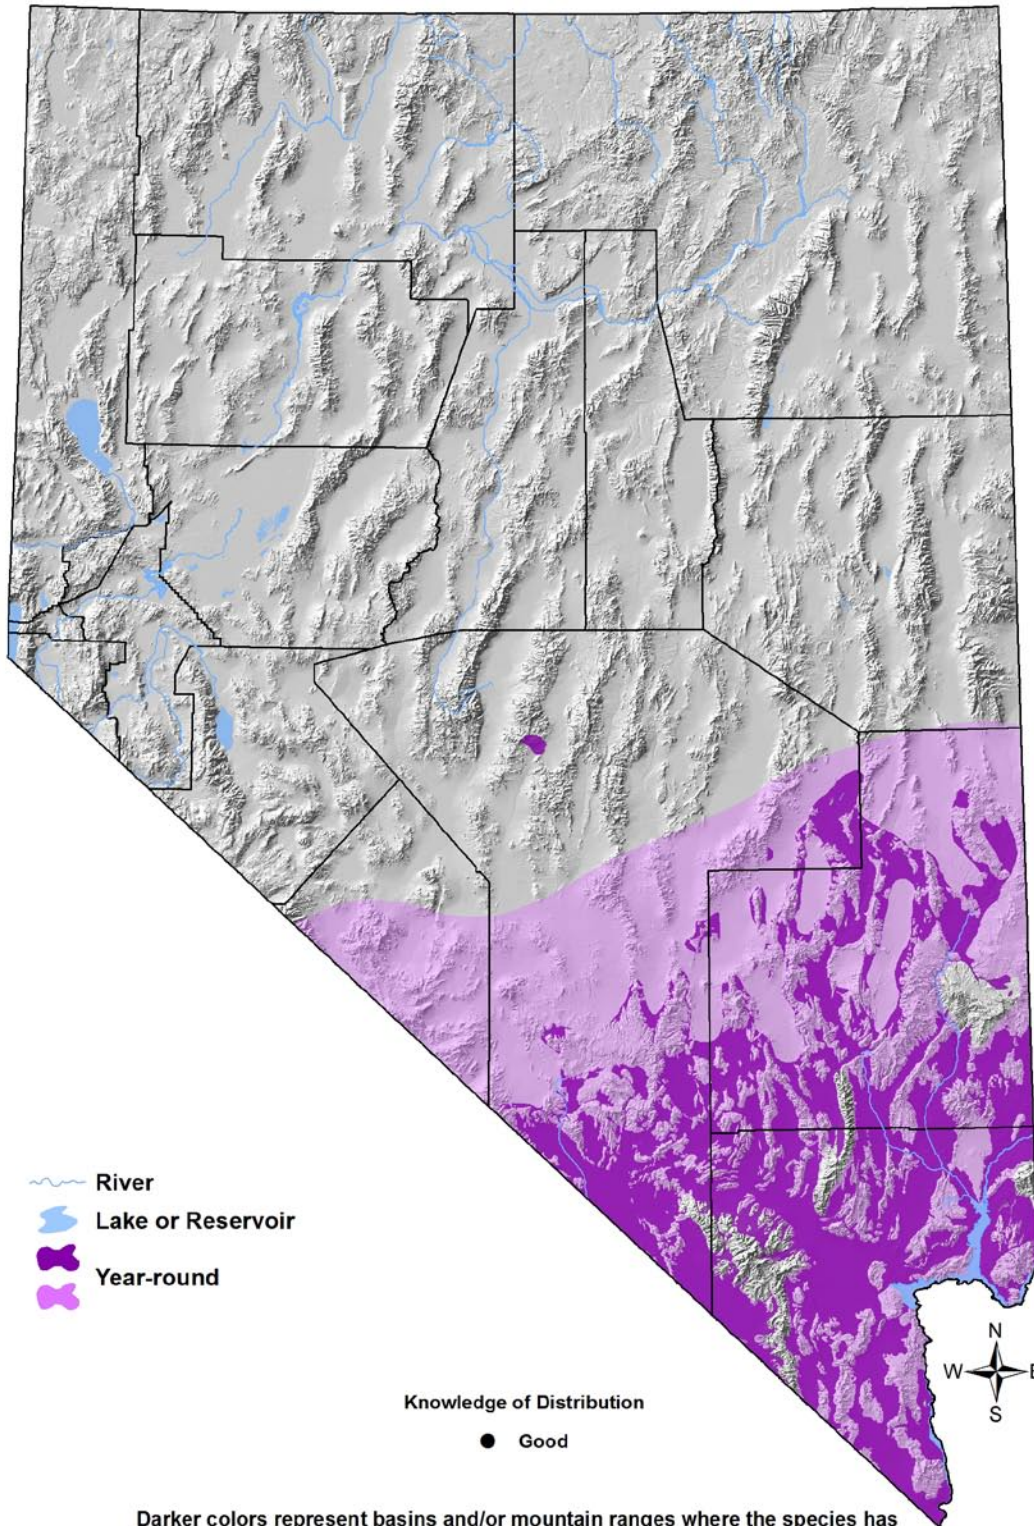 River
Lake or Reservoir
Year-round
N
W E
S
Knowledge of Distribution
Good
Darker colors represent basins and/or mountain ranges where the species has